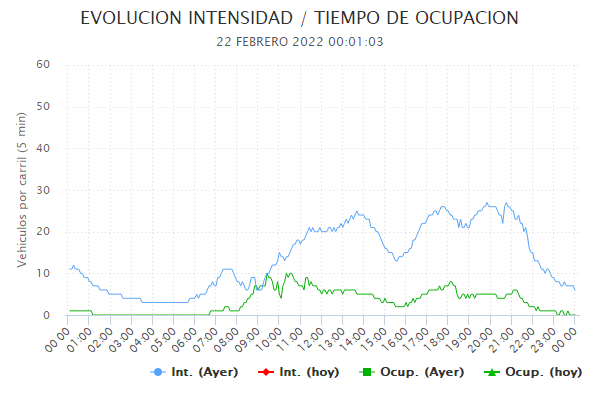 EVOLUCION INTENSIDAD / TIEMPO DE OCUPACION
22 FEBRERO 2022 00:01:03
Vehiculos por carril (5 min)
60
50
40
30
20
10
0
00:00 01:00 02:00 03:00 04:00 05:00 06:00 07:00 08:00 09:00 10:00 11:00 12:00 13:00 14:00 15:00 16:00 17:00 18:00 19:00 20:00 21:00 22:00 23:00 00:00
Int. (Ayer) Int. (hoy) Ocup. (Ayer) Ocup. (hoy)